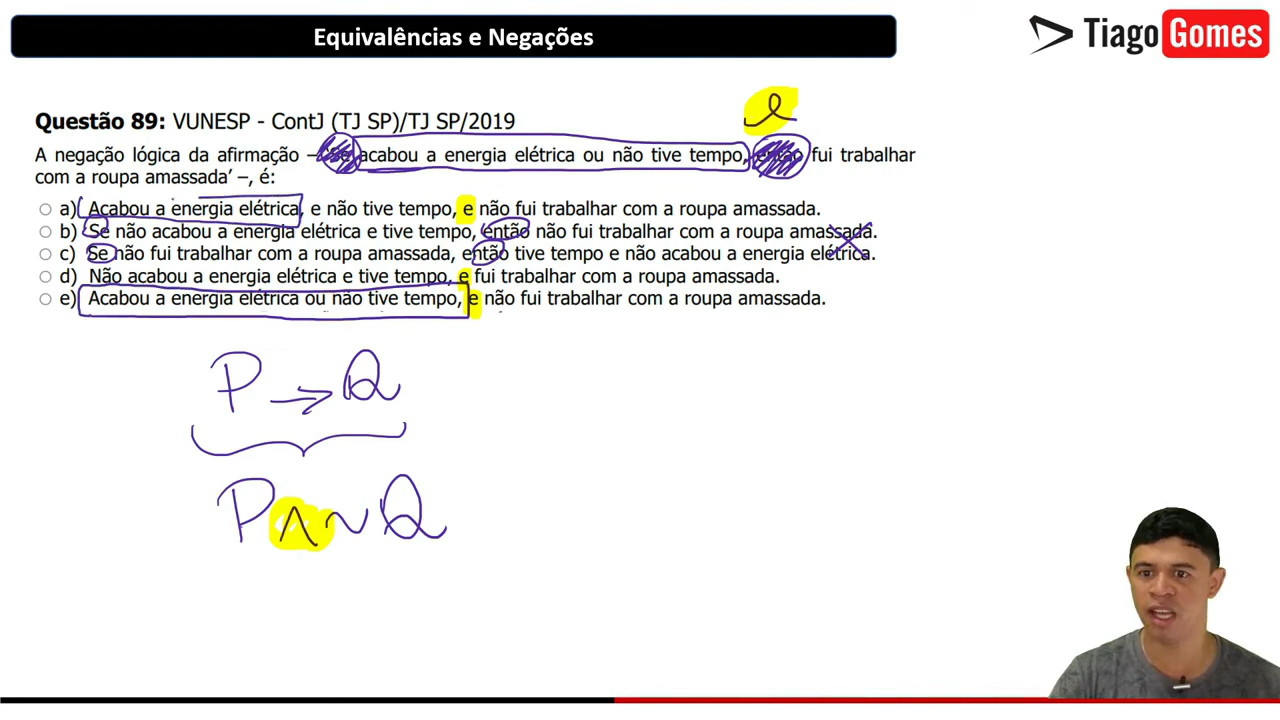 Equivalências e Negações
Tiago Gomes
e
Questão 89: VUNESP - ContJ (TJ SP)/TJ SP/2019
A negação lógica da afirmação – acabou a energia elétrica ou não tive tempo, fui trabalhar
com a roupa amassada’ –, é:
a) Acabou a energia elétrica, e não tive tempo, e não fui trabalhar com a roupa amassada.
b) Se não acabou a energia elétrica e tive tempo, então não fui trabalhar com a roupa amassada.
c) Se não fui trabalhar com a roupa amassada, então tive tempo e não acabou a energia elétrica.
d) Não acabou a energia elétrica e tive tempo, e fui trabalhar com a roupa amassada.
e) Acabou a energia elétrica ou não tive tempo, e não fui trabalhar com a roupa amassada.
P → Q
P ∧ ~ Q